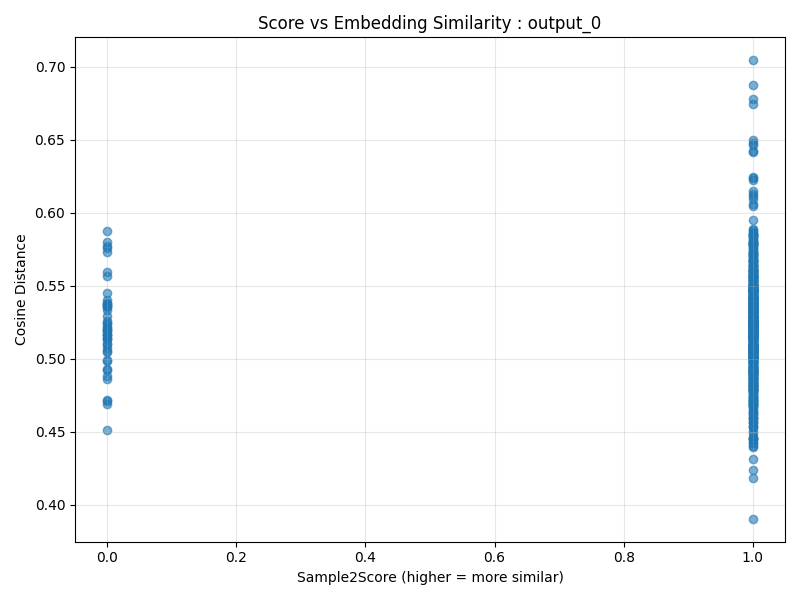 Score vs Embedding Similarity : output_0
Cosine Distance
0.70
0.65
0.60
0.55
0.50
0.45
0.40
0.0 0.2 0.4 0.6 0.8 1.0
Sample2Score (higher = more similar)